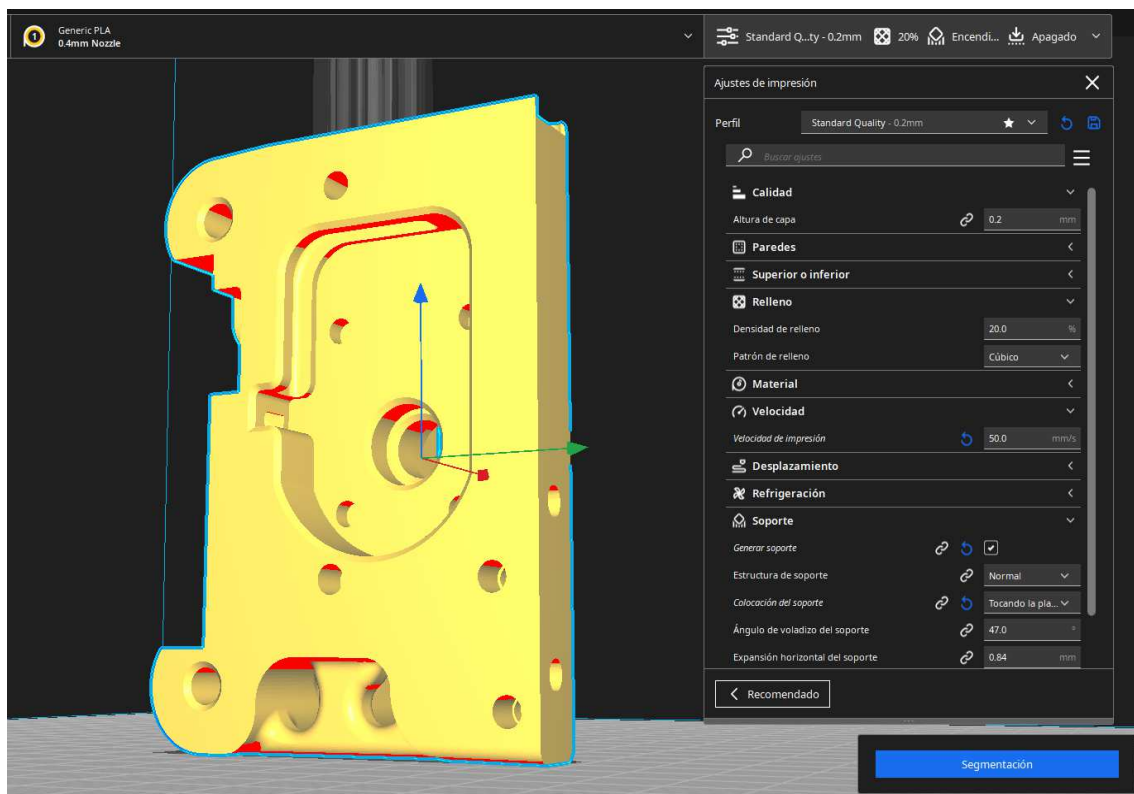 1
Generic PLA
0.4mm Nozzle
Standard Q...ty - 0.2mm 20% Encendi... Apagado
Ajustes de impresión
Perfil Standard Quality - 0.2mm
Buscar ajustes
Calidad
Altura de capa 0.2 mm
Paredes
Superior o inferior
Relleno
Densidad de relleno 20.0 %
Patrón de relleno Cúbico
Material
Velocidad
Velocidad de impresión 50.0 mm/s
Desplazamiento
Refrigeración
Soporte
Generar soporte
Estructura de soporte Normal
Colocación del soporte Tocando la pla...
Ángulo de voladizo del soporte 47.0 °
Expansión horizontal del soporte 0.84 mm
Recomendado
Segmentación